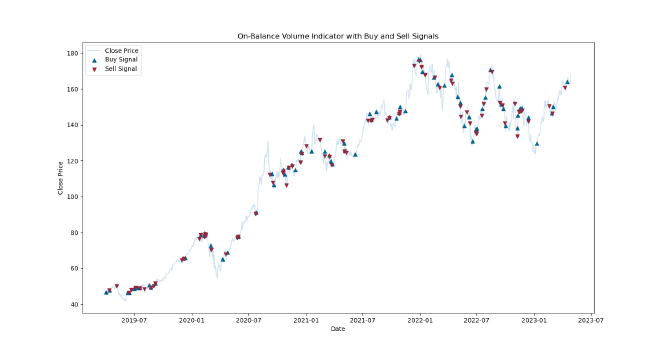 On-Balance Volume Indicator with Buy and Sell Signals
Close Price
Buy Signal
Sell Signal
180
160
140
120
100
80
60
40
Close Price
2019-07
2020-01
2020-07
2021-01
2021-07
2022-01
2022-07
2023-01
2023-07
Date